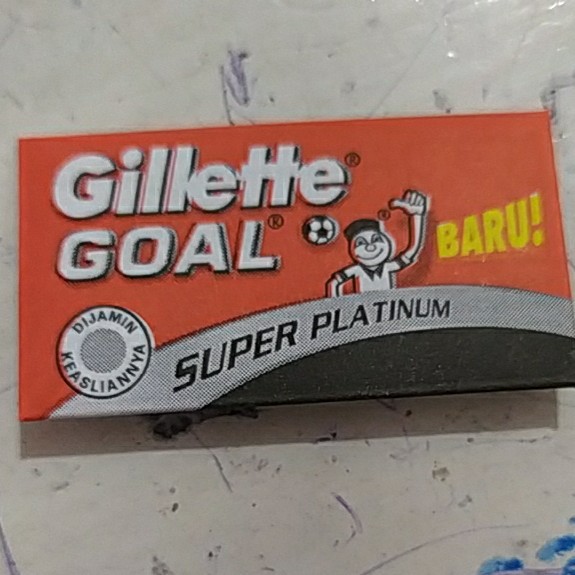 Gillette®
GOAL®
®
BARU!
SUPER PLATINUM
DIJAMIN
KEASLIANNYA